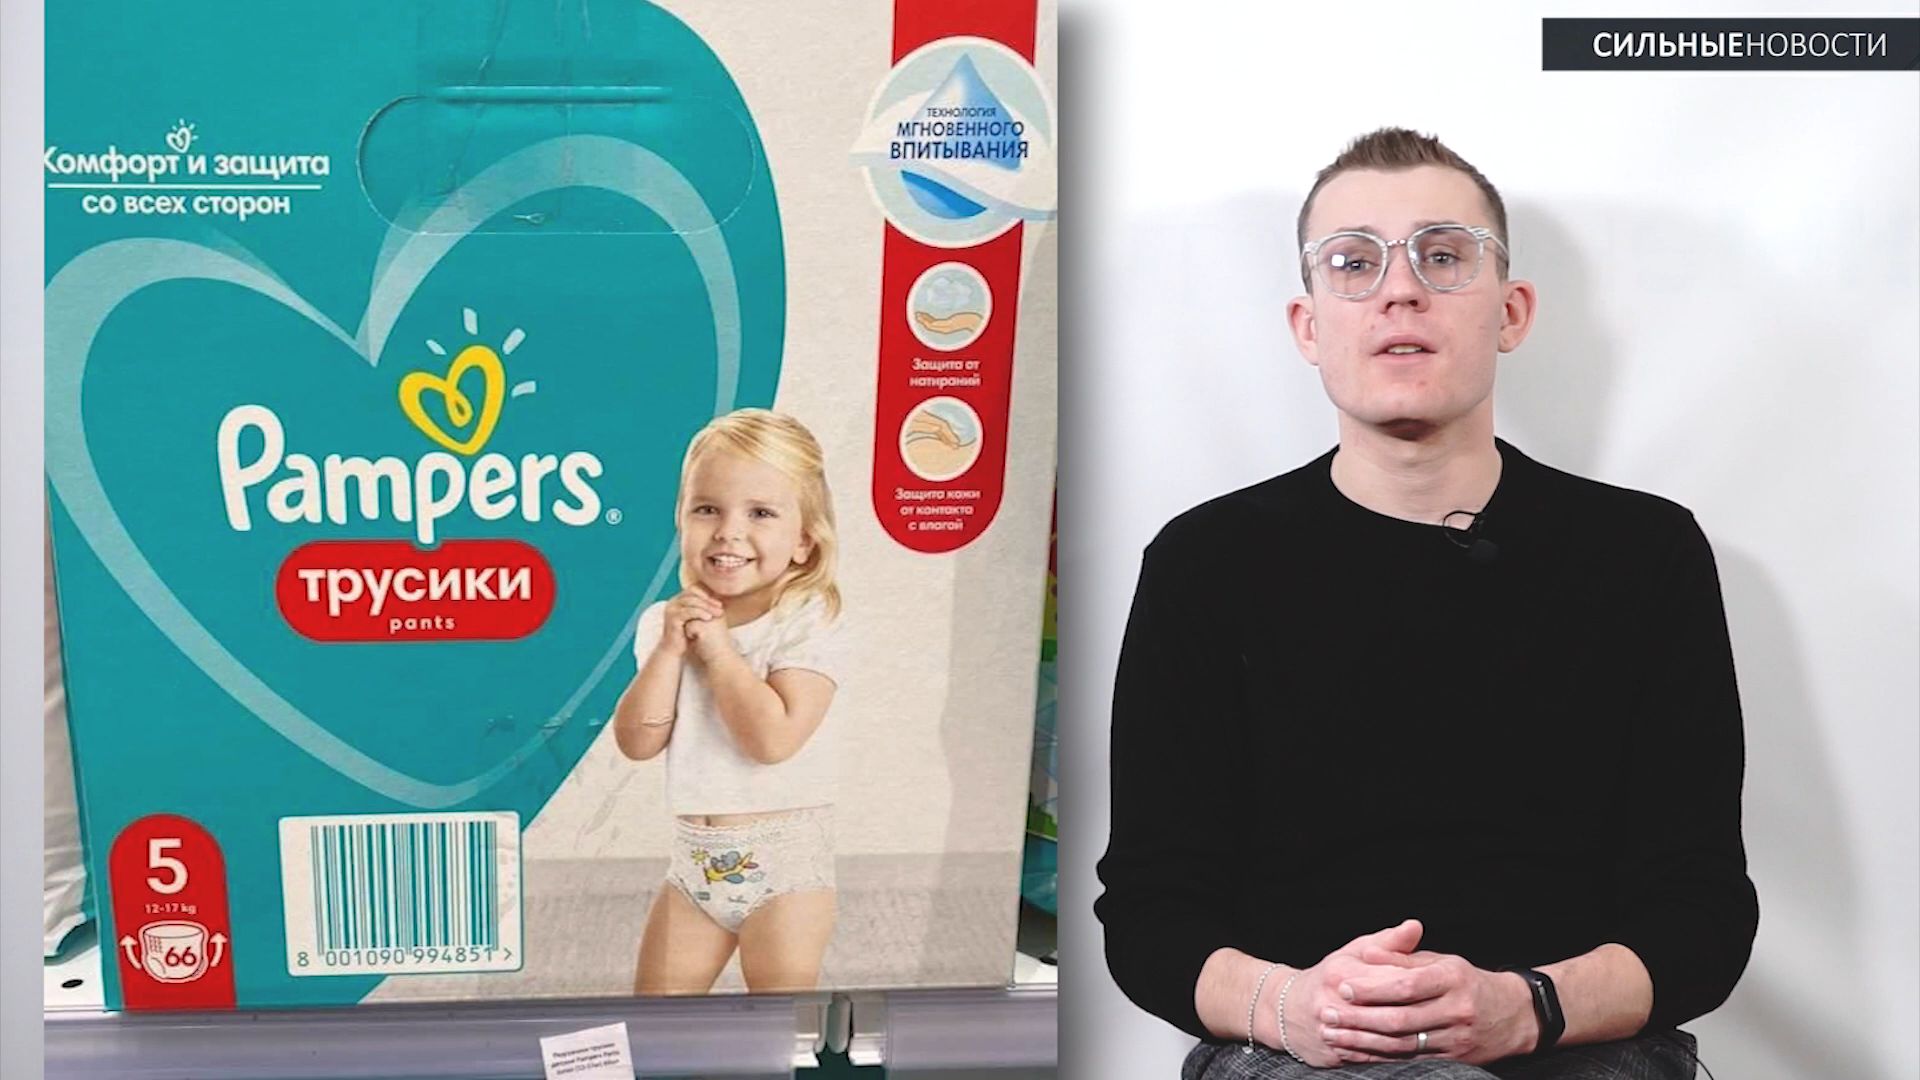 СИЛЬНЫЕНОВОСТИ
Комфорт и защита
со всех сторон
ТЕХНОЛОГИЯ
МГНОВЕННОГО
ВПИТЫВАНИЯ
Защита от
натираний
Защита кожи
от контакта
с влагой
Pampers®
трусики
pants
5
12-17 kg
66
8 001090 994851 >